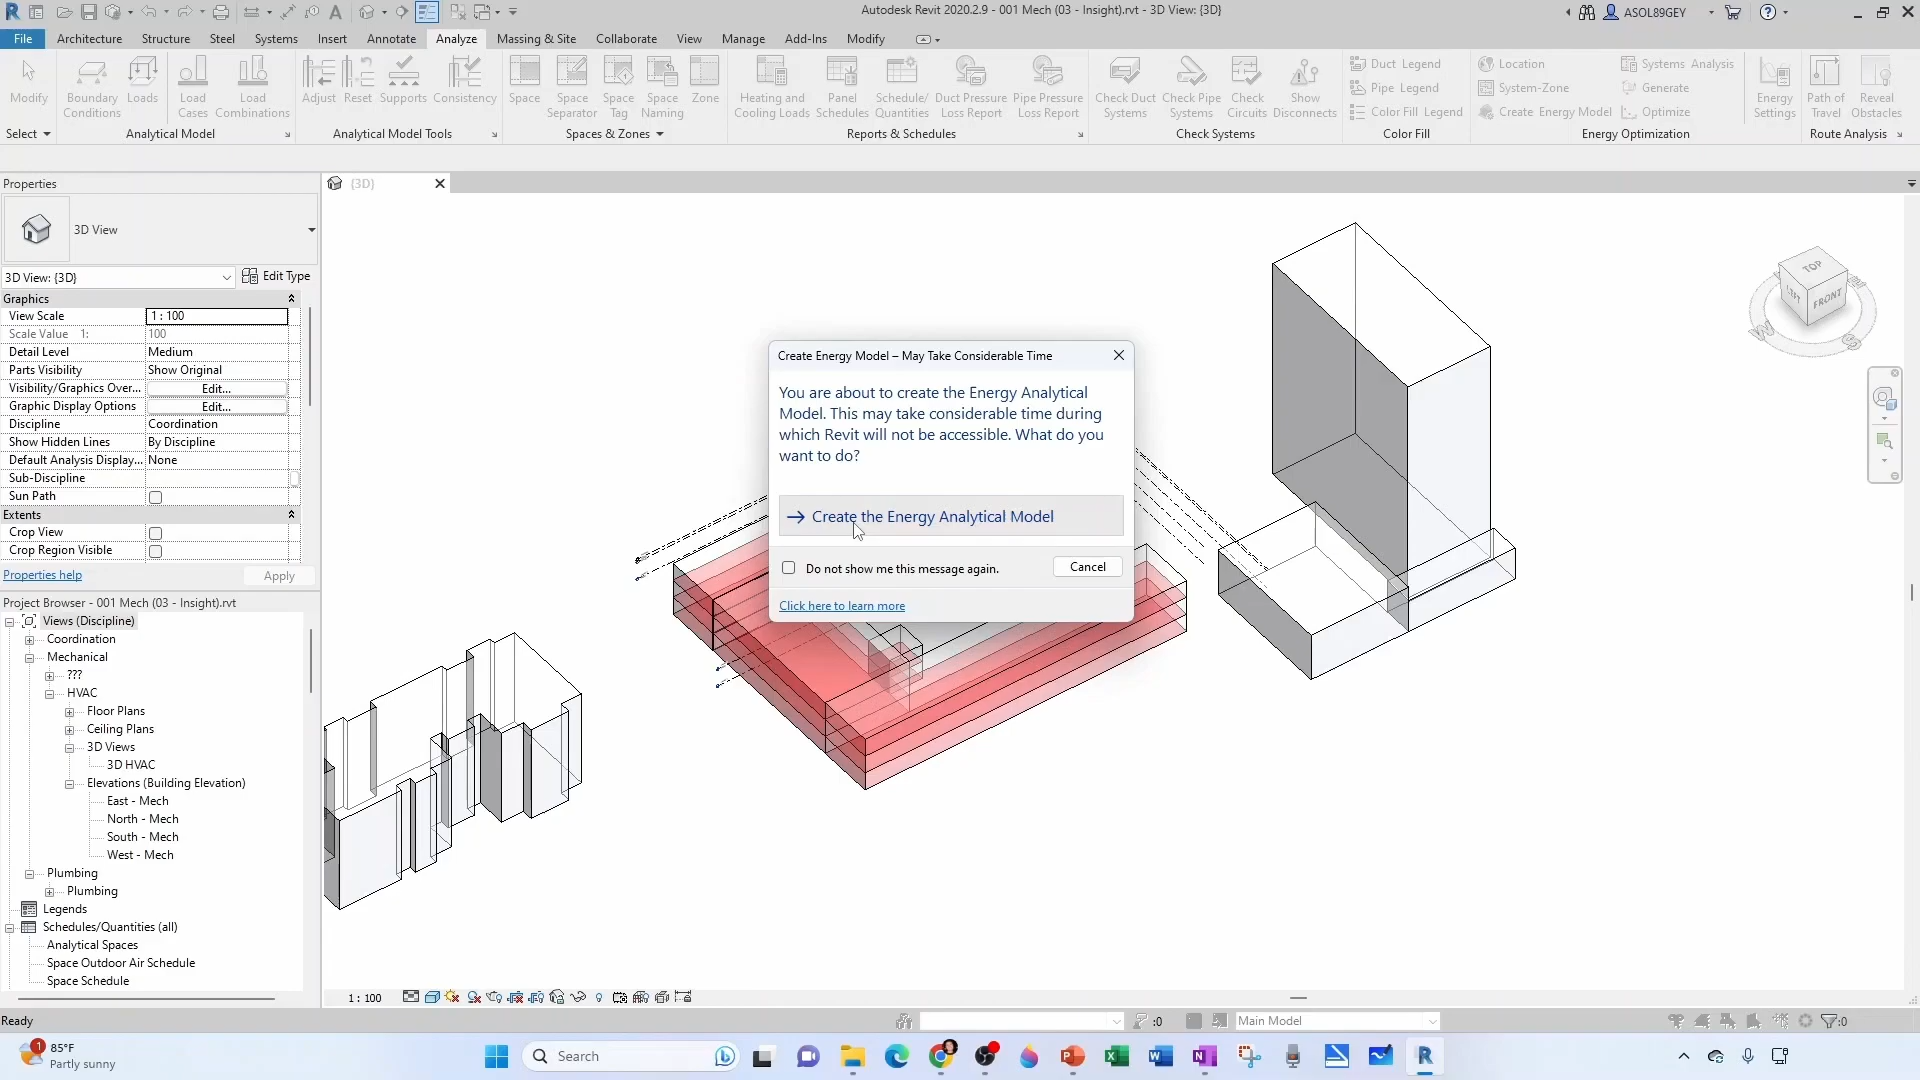 Autodesk Revit 2020.2.9 - 001 Mech (03 - Insight).rvt - 3D View: {3D}
ASOL89GEY
File Architecture Structure Steel Systems Insert Annotate Analyze Massing & Site Collaborate View Manage Add-Ins Modify
Modify
Boundary Conditions
Loads
Load Cases
Load Combinations
Adjust
Reset
Supports
Consistency
Space
Space Separator
Space Tag
Space Naming
Zone
Heating and Cooling Loads
Panel Schedules
Schedule/ Quantities
Duct Pressure Loss Report
Pipe Pressure Loss Report
Check Duct Systems
Check Pipe Systems
Check Circuits
Show Disconnects
Duct Legend
Pipe Legend
Color Fill Legend
Location
System-Zone
Create Energy Model
Systems Analysis
Generate
Optimize
Energy Settings
Path of Travel
Reveal Obstacles
Select
Analytical Model
Analytical Model Tools
Spaces & Zones
Reports & Schedules
Check Systems
Color Fill
Energy Optimization
Route Analysis
Properties
{3D}
3D View
3D View: {3D}
Edit Type
Graphics
View Scale 1 : 100
Scale Value 1: 100
Detail Level Medium
Parts Visibility Show Original
Visibility/Graphics Over... Edit...
Graphic Display Options Edit...
Discipline Coordination
Show Hidden Lines By Discipline
Default Analysis Display... None
Sub-Discipline
Sun Path
Extents
Crop View
Crop Region Visible
Properties help
Apply
Project Browser - 001 Mech (03 - Insight).rvt
Views (Discipline)
Coordination
Mechanical
???
HVAC
Floor Plans
Ceiling Plans
3D Views
3D HVAC
Elevations (Building Elevation)
East - Mech
North - Mech
South - Mech
West - Mech
Plumbing
Plumbing
Legends
Schedules/Quantities (all)
Analytical Spaces
Space Outdoor Air Schedule
Space Schedule
Create Energy Model – May Take Considerable Time
You are about to create the Energy Analytical
Model. This may take considerable time during
which Revit will not be accessible. What do you
want to do?
Create the Energy Analytical Model
Do not show me this message again.
Cancel
Click here to learn more
TOP
LEFT
FRONT
W
S
1 : 100
Ready
:0
Main Model
:0
1
85°F
Partly sunny
Search